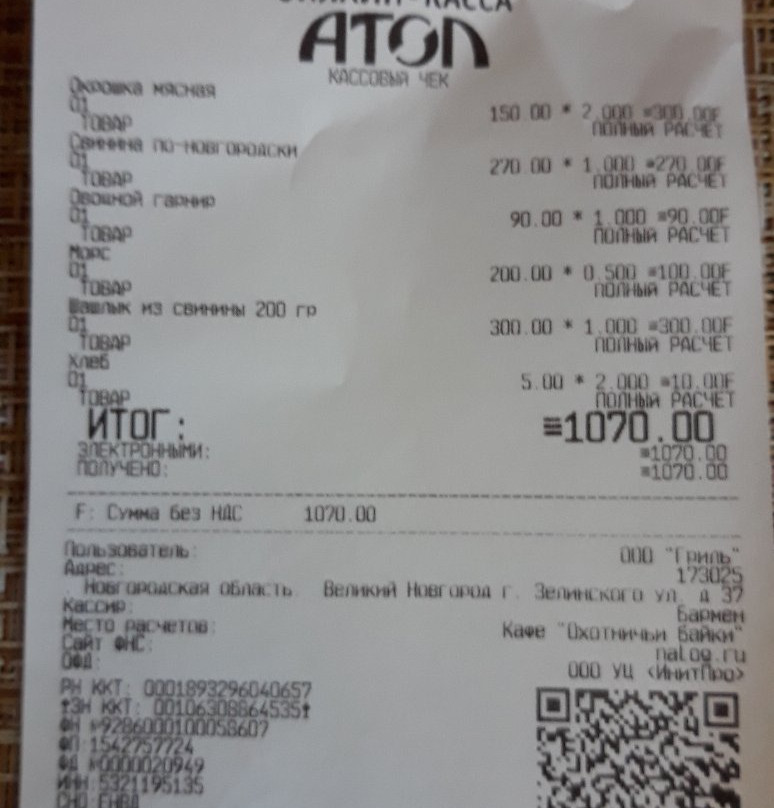 ОНЛАЙН-КАССА
АТОЛ
КАССОВЫЙ ЧЕК
Окрошка мясная
01 150.00 * 2.000 ≡300.00F
ТОВАР ПОЛНЫЙ РАСЧЕТ
Свинина по-новгородски
01 270.00 * 1.000 ≡270.00F
ТОВАР ПОЛНЫЙ РАСЧЕТ
Овощной гарнир
01 90.00 * 1.000 ≡90.00F
ТОВАР ПОЛНЫЙ РАСЧЕТ
Морс
01 200.00 * 0.500 ≡100.00F
ТОВАР ПОЛНЫЙ РАСЧЕТ
Шашлык из свинины 200 гр
01 300.00 * 1.000 ≡300.00F
ТОВАР ПОЛНЫЙ РАСЧЕТ
Хлеб
01 5.00 * 2.000 ≡10.00F
ТОВАР ПОЛНЫЙ РАСЧЕТ
ИТОГ: ≡1070.00
ЭЛЕКТРОННЫМИ: ≡1070.00
ПОЛУЧЕНО: ≡1070.00
F: Сумма без НДС 1070.00
Пользователь: ООО "Гриль"
Адрес: 173025
. Новгородская область. Великий Новгород г. Зелинского ул. д 37
Кассир: Бармен
Место расчетов: Кафе "Охотничьи Байки"
Сайт ФНС: nalog.ru
ОФД: ООО УЦ <ИнитПро>
РН ККТ: 0001893296040657
↑ЗН ККТ: 00106308864535↑
ФН №9286000100058607
ФП:1542757724
ФД №0000020949
ИНН:5321195135
СНО:ЕНВД